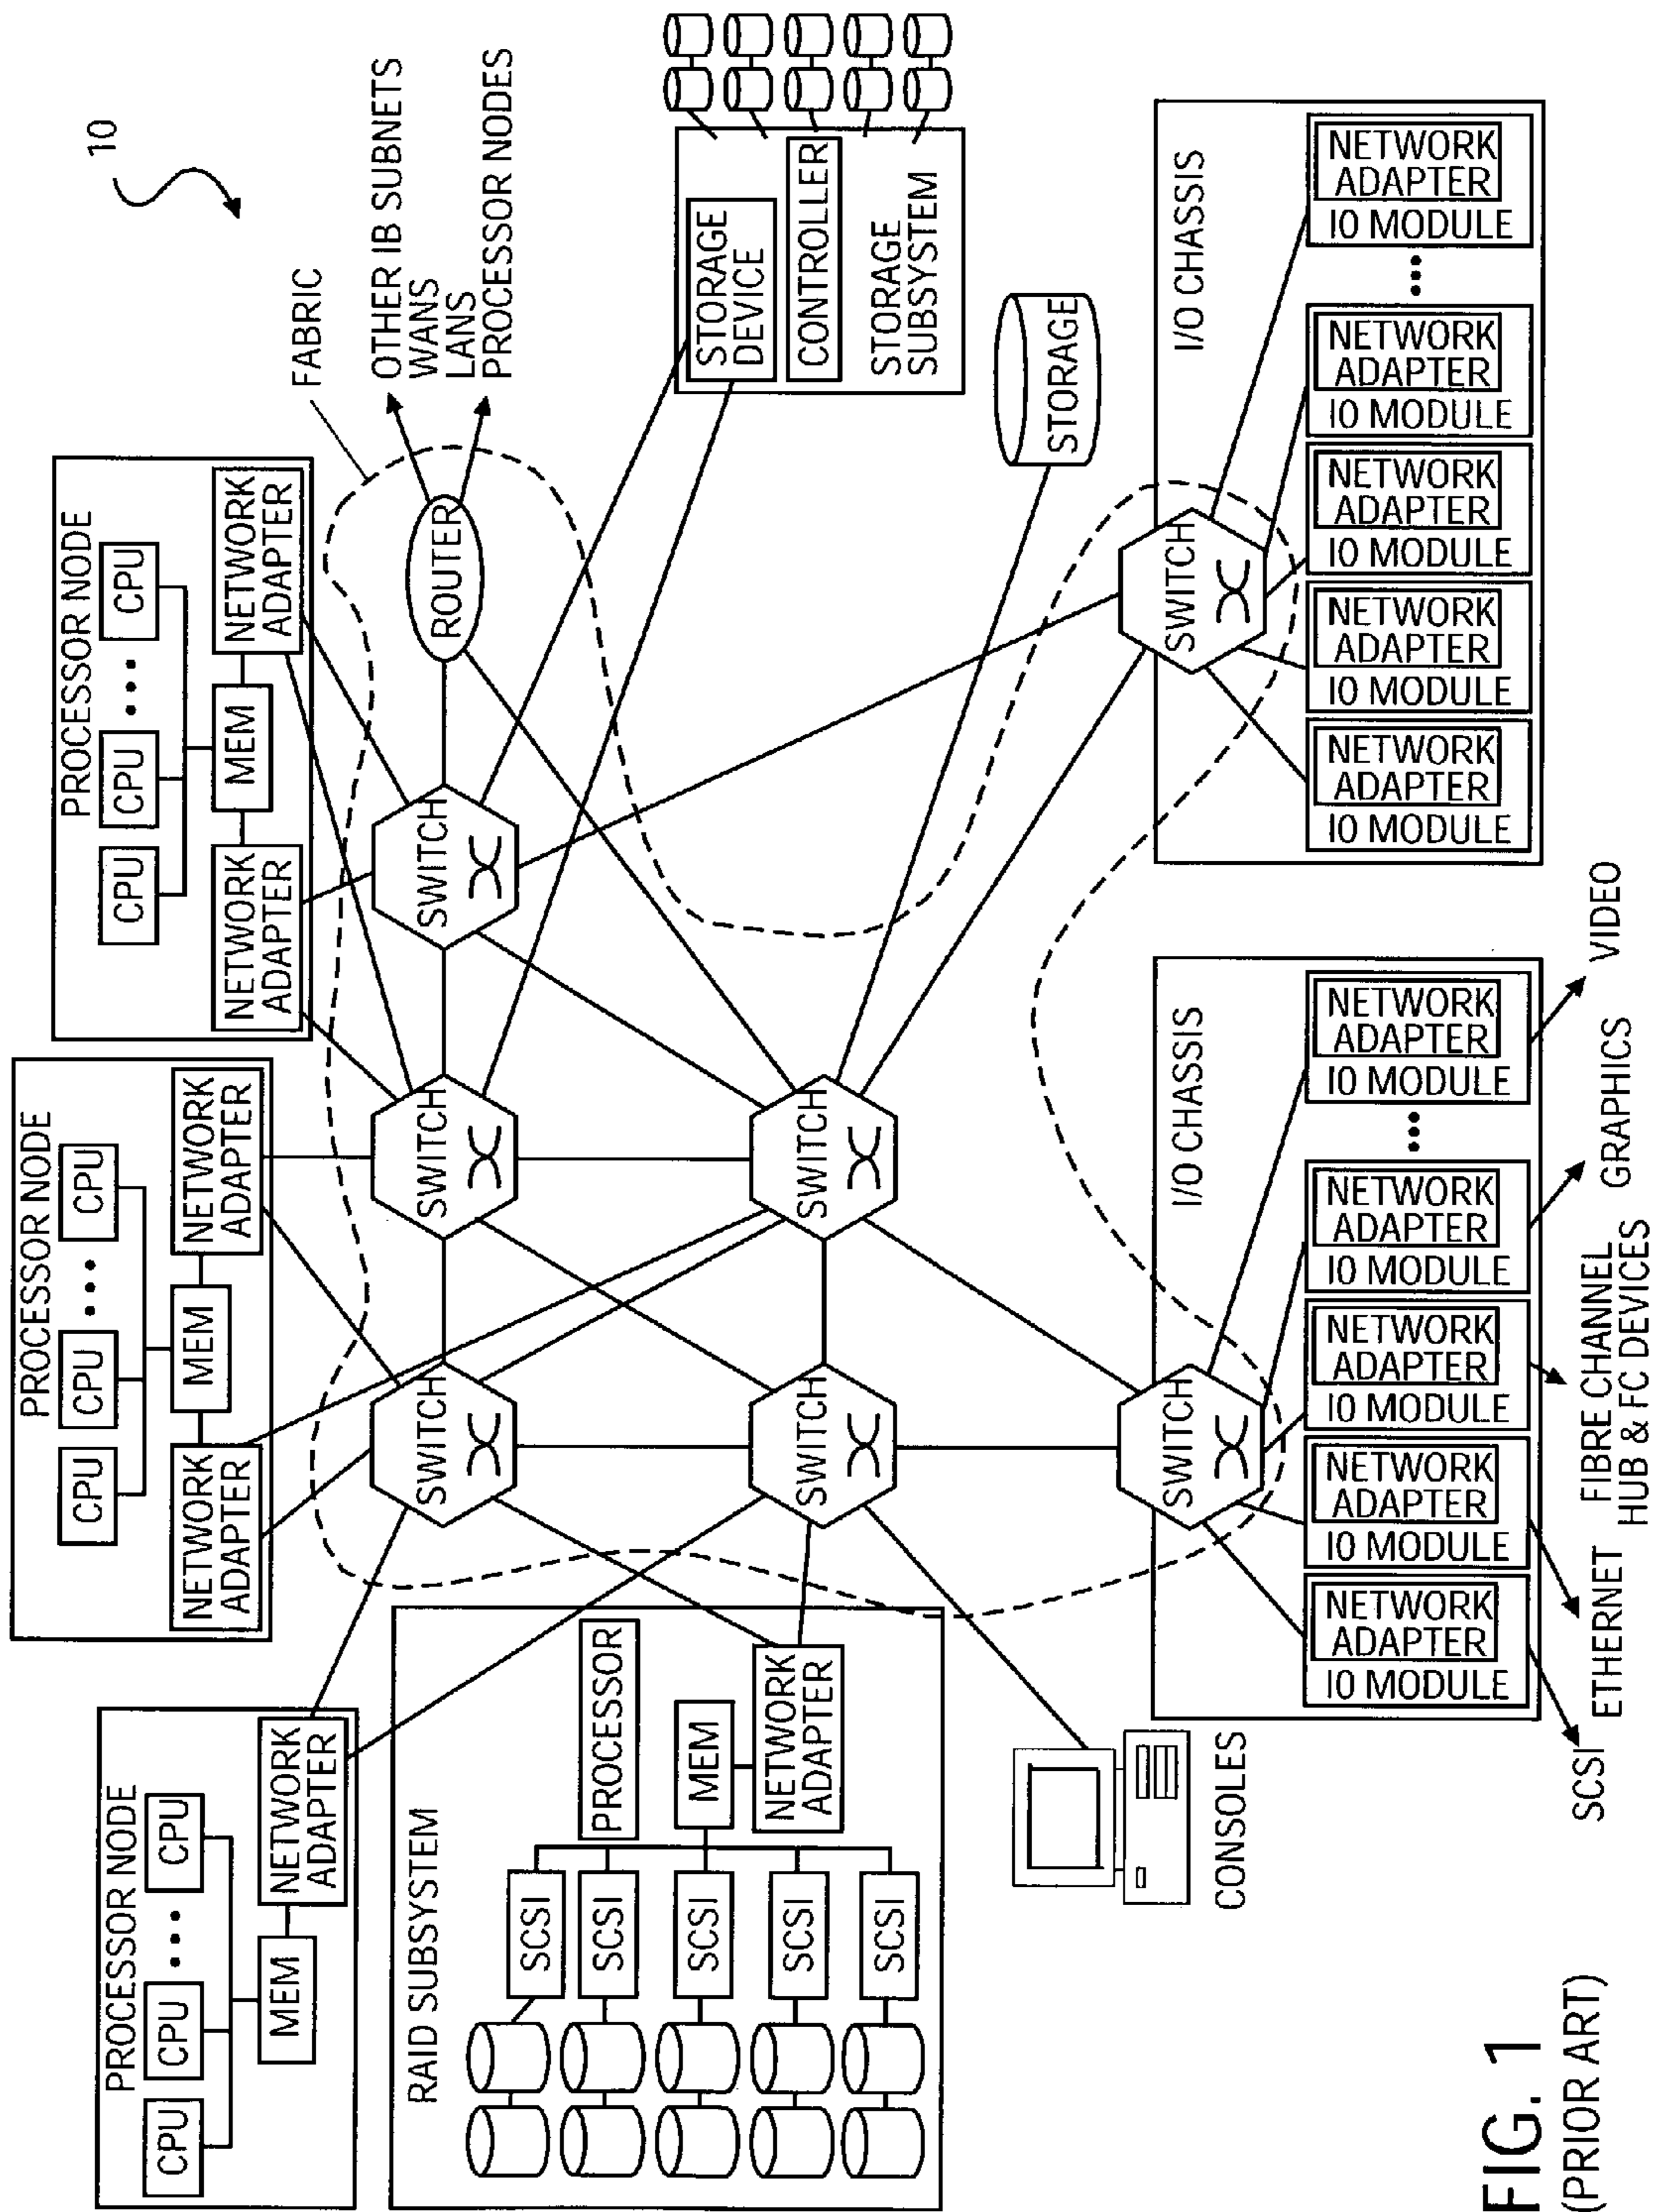 10
PROCESSOR NODE
CPU
CPU
CPU
MEM
NETWORK
ADAPTER
PROCESSOR NODE
CPU
CPU
CPU
NETWORK
ADAPTER
MEM
NETWORK
ADAPTER
PROCESSOR NODE
CPU
CPU
CPU
NETWORK
ADAPTER
MEM
NETWORK
ADAPTER
FABRIC
OTHER IB SUBNETS
WANS
LANS
PROCESSOR NODES
SWITCH
SWITCH
SWITCH
ROUTER
RAID SUBSYSTEM
SCSI
SCSI
SCSI
SCSI
SCSI
PROCESSOR
MEM
NETWORK
ADAPTER
SWITCH
SWITCH
STORAGE
DEVICE
CONTROLLER
STORAGE
SUBSYSTEM
STORAGE
CONSOLES
I/O CHASSIS
SWITCH
NETWORK
ADAPTER
IO MODULE
NETWORK
ADAPTER
IO MODULE
NETWORK
ADAPTER
IO MODULE
NETWORK
ADAPTER
IO MODULE
NETWORK
ADAPTER
IO MODULE
SCSI
ETHERNET
FIBRE CHANNEL
HUB & FC DEVICES
GRAPHICS
VIDEO
I/O CHASSIS
SWITCH
NETWORK
ADAPTER
IO MODULE
NETWORK
ADAPTER
IO MODULE
NETWORK
ADAPTER
IO MODULE
NETWORK
ADAPTER
IO MODULE
NETWORK
ADAPTER
IO MODULE
FIG. 1
(PRIOR ART)